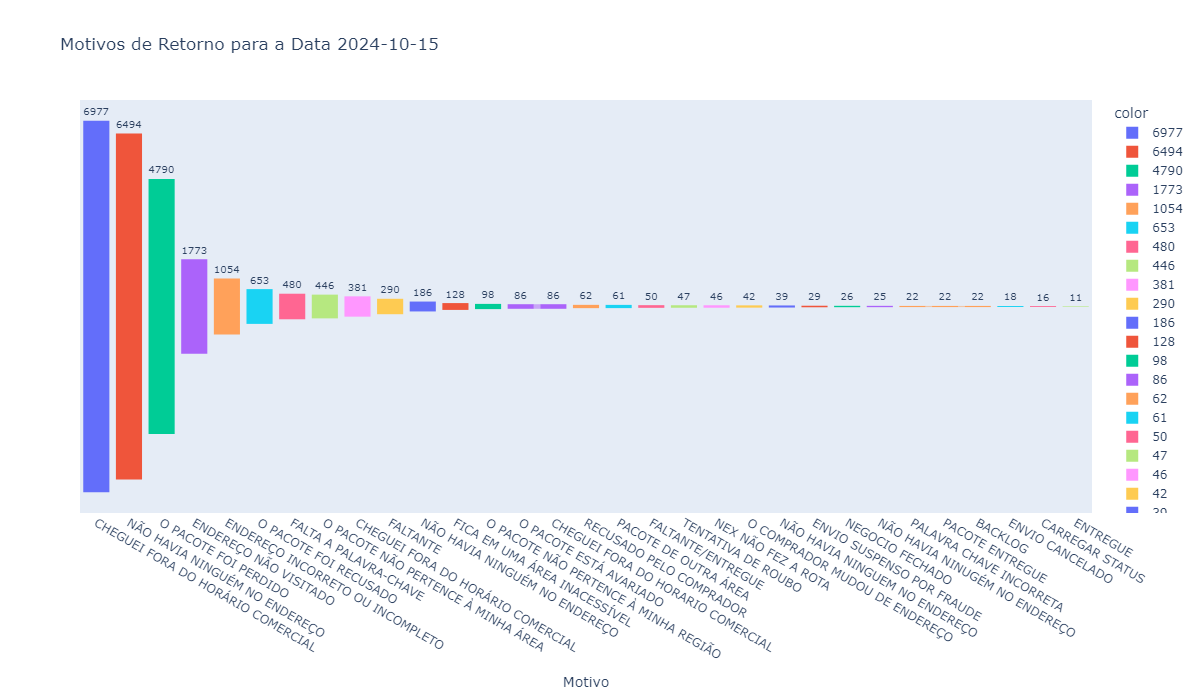 Motivos de Retorno para a Data 2024-10-15
6977
6494
4790
1773
1054
653
480
446
381
290
186
128
98
86
86
62
61
50
47
46
42
39
29
26
25
22
22
22
18
16
11
color
6977
6494
4790
1773
1054
653
480
446
381
290
186
128
98
86
62
61
50
47
46
42
39
CHEGUEI FORA DO HORÁRIO COMERCIAL
NÃO HAVIA NINGUÉM NO ENDEREÇO
O PACOTE FOI PERDIDO
ENDEREÇO NÃO VISITADO
ENDEREÇO INCORRETO OU INCOMPLETO
O PACOTE FOI RECUSADO
FALTA A PALAVRA-CHAVE
O PACOTE NÃO PERTENCE À MINHA ÁREA
CHEGUEI FORA DO HORÁRIO COMERCIAL
FALTANTE
NÃO HAVIA NINGUÉM NO ENDEREÇO
FICA EM UMA ÁREA INACESSÍVEL
O PACOTE NÃO PERTENCE À MINHA REGIÃO
O PACOTE ESTÁ AVARIADO
CHEGUEI FORA DO HORARIO COMERCIAL
RECUSADO PELO COMPRADOR
PACOTE DE OUTRA ÁREA
FALTANTE/ENTREGUE
TENTATIVA DE ROUBO
NEX NÃO FEZ A ROTA
O COMPRADOR MUDOU DE ENDEREÇO
NÃO HAVIA NINGUEM NO ENDEREÇO
ENVIO SUSPENSO POR FRAUDE
NEGOCIO FECHADO
NÃO HAVIA NINUGEM NO ENDEREÇO
PALAVRA CHAVE INCORRETA
PACOTE ENTREGUE
BACKLOG
ENVIO CANCELADO
CARREGAR STATUS
ENTREGUE
Motivo